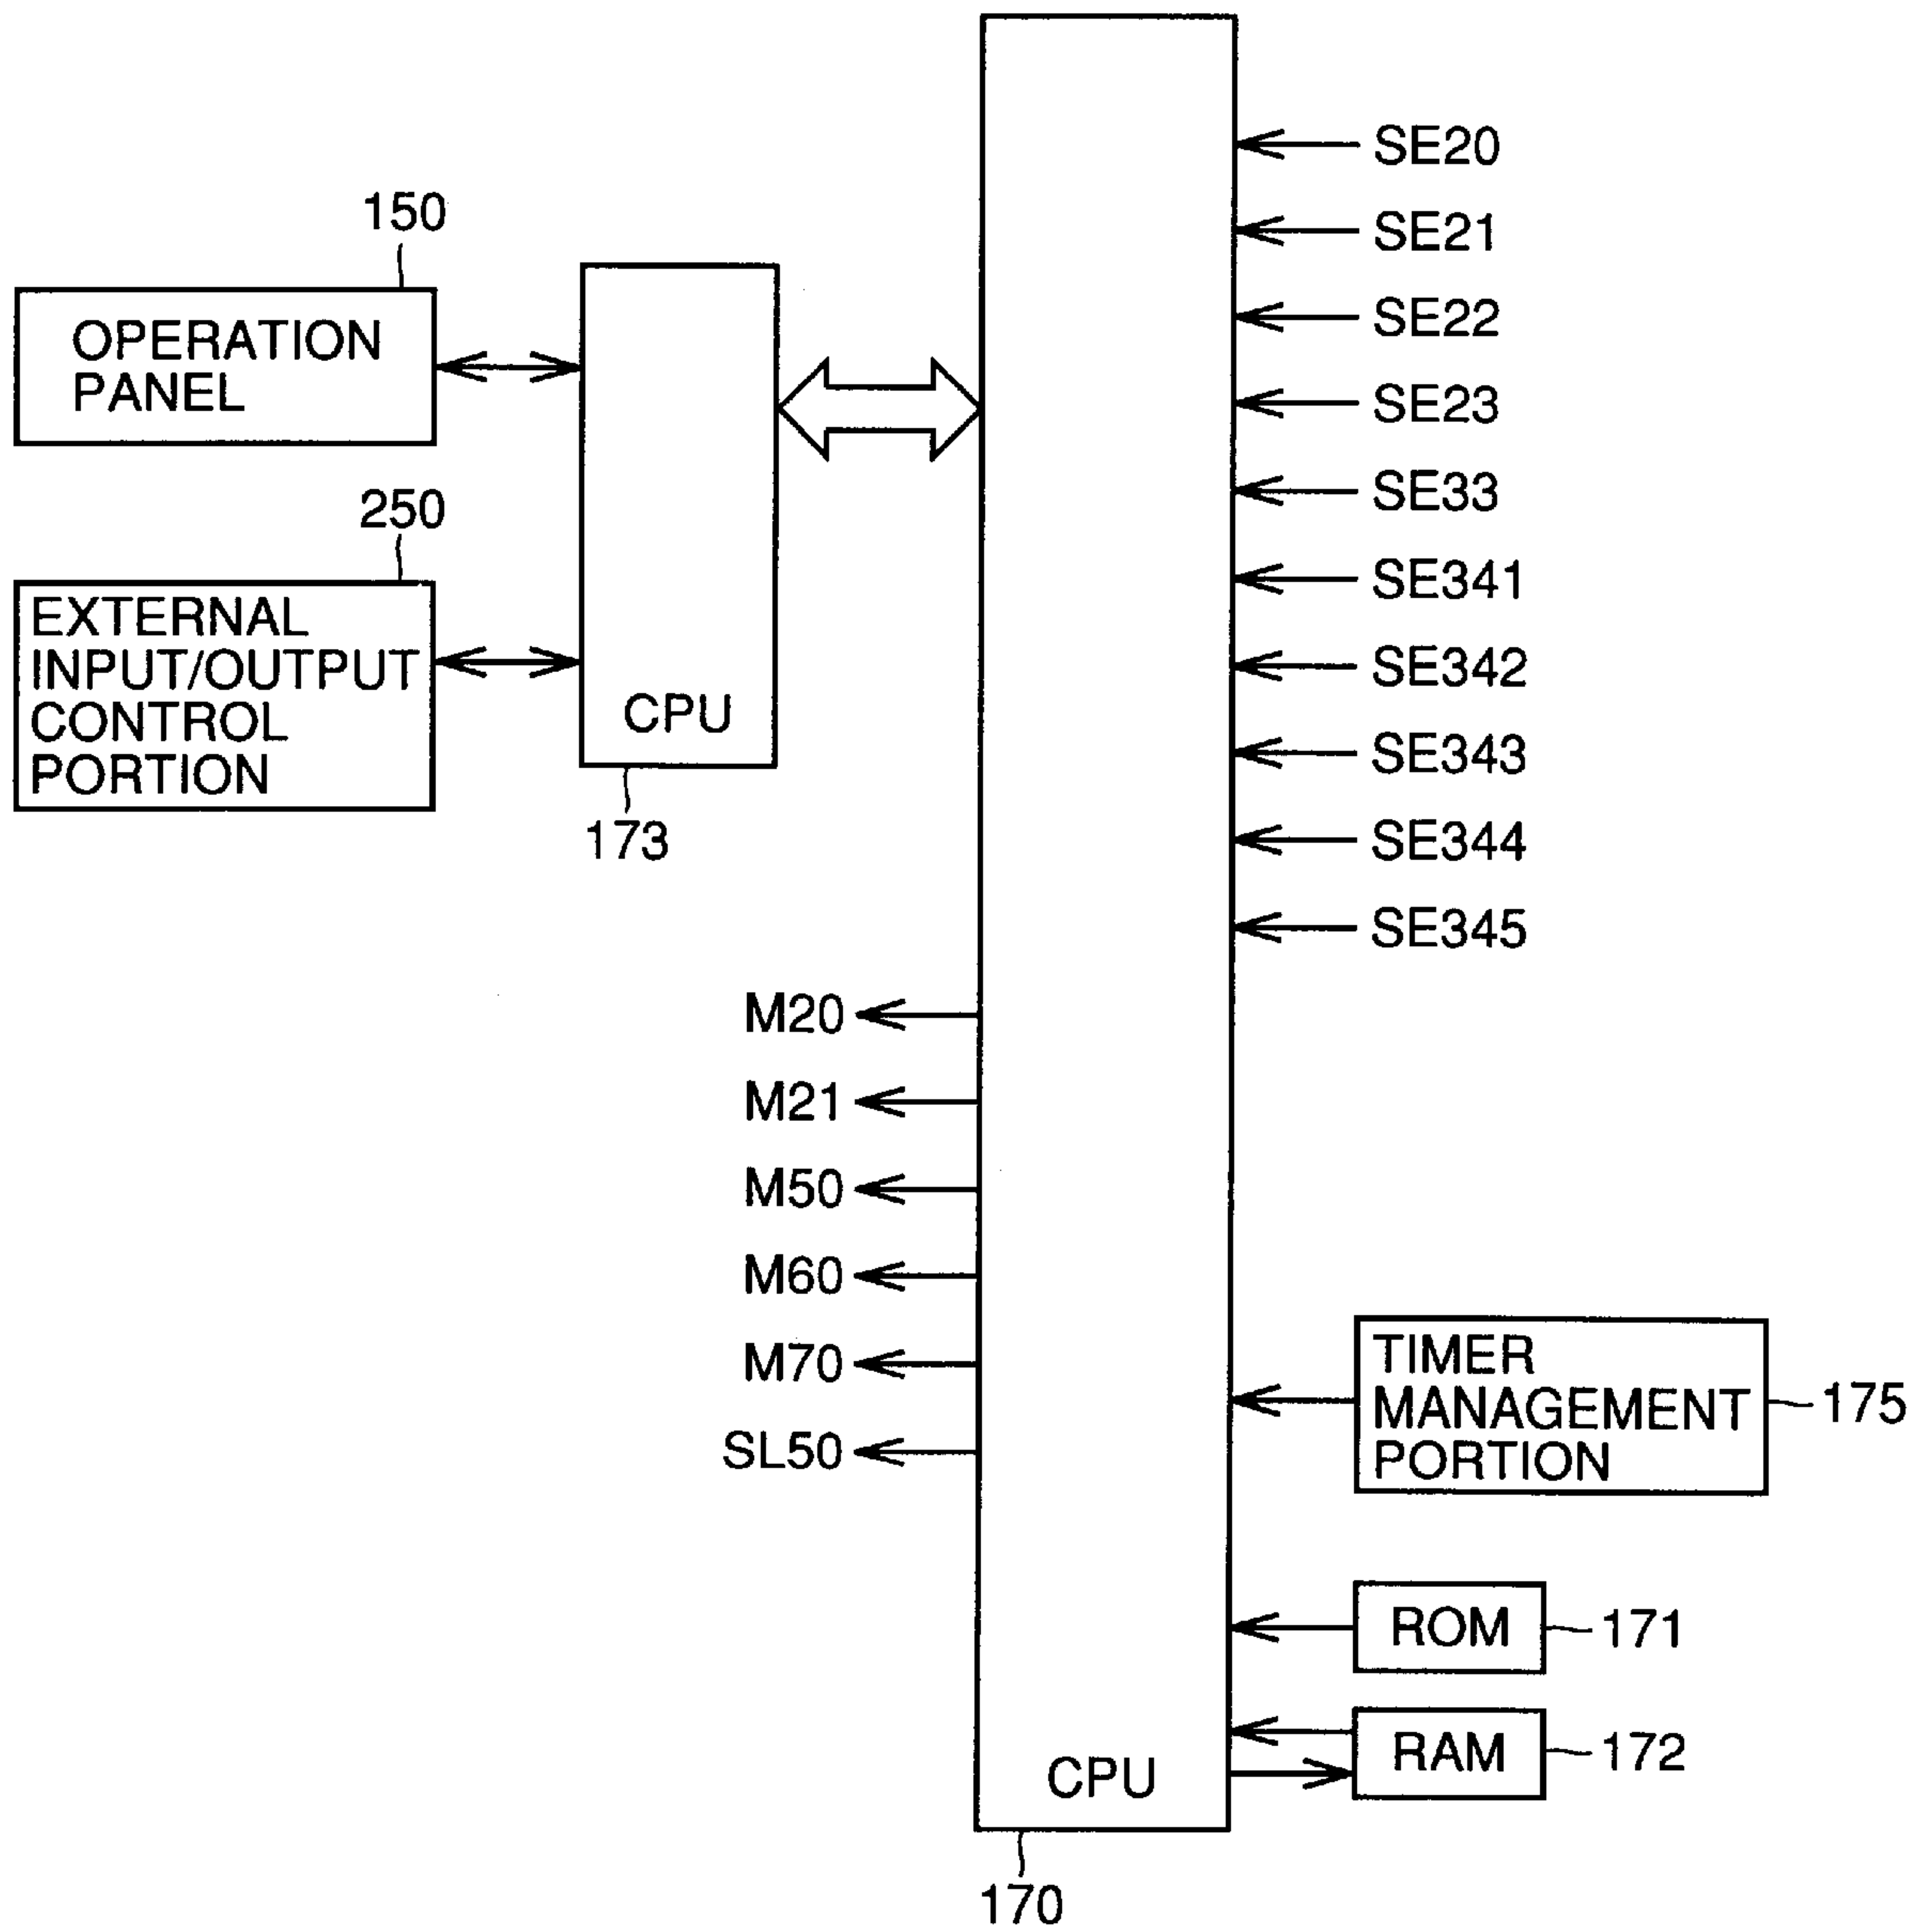 150
OPERATION
PANEL
250
EXTERNAL
INPUT/OUTPUT
CONTROL
PORTION
CPU
173
SE20
SE21
SE22
SE23
SE33
SE341
SE342
SE343
SE344
SE345
M20
M21
M50
M60
M70
SL50
TIMER
MANAGEMENT
PORTION
175
ROM
171
RAM
172
CPU
170